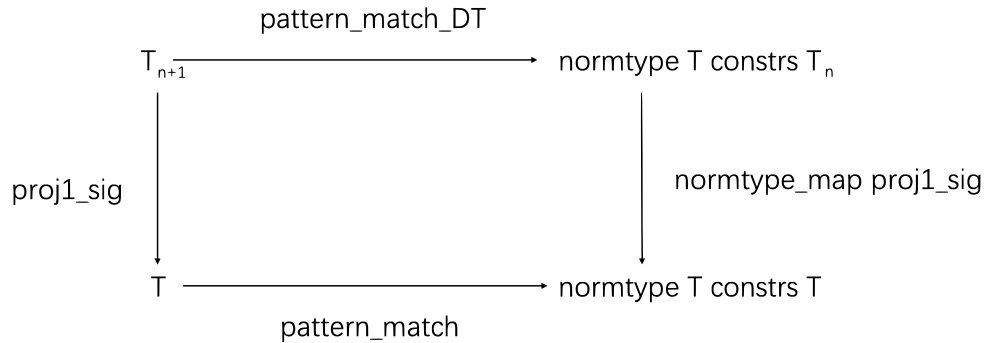 pattern_match_DT
Tₙ₊₁
normtype T constrs Tₙ
proj1_sig
normtype_map proj1_sig
T
normtype T constrs T
pattern_match